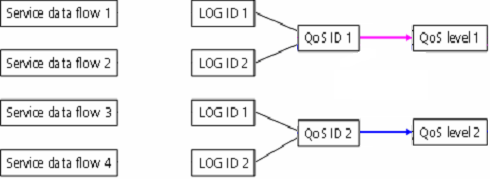 Service data flow 1 LOG ID 1
QoS ID 1 QoS level 1
Service data flow 2 LOG ID 2
Service data flow 3 LOG ID 1
QoS ID 2 QoS level 2
Service data flow 4 LOG ID 2